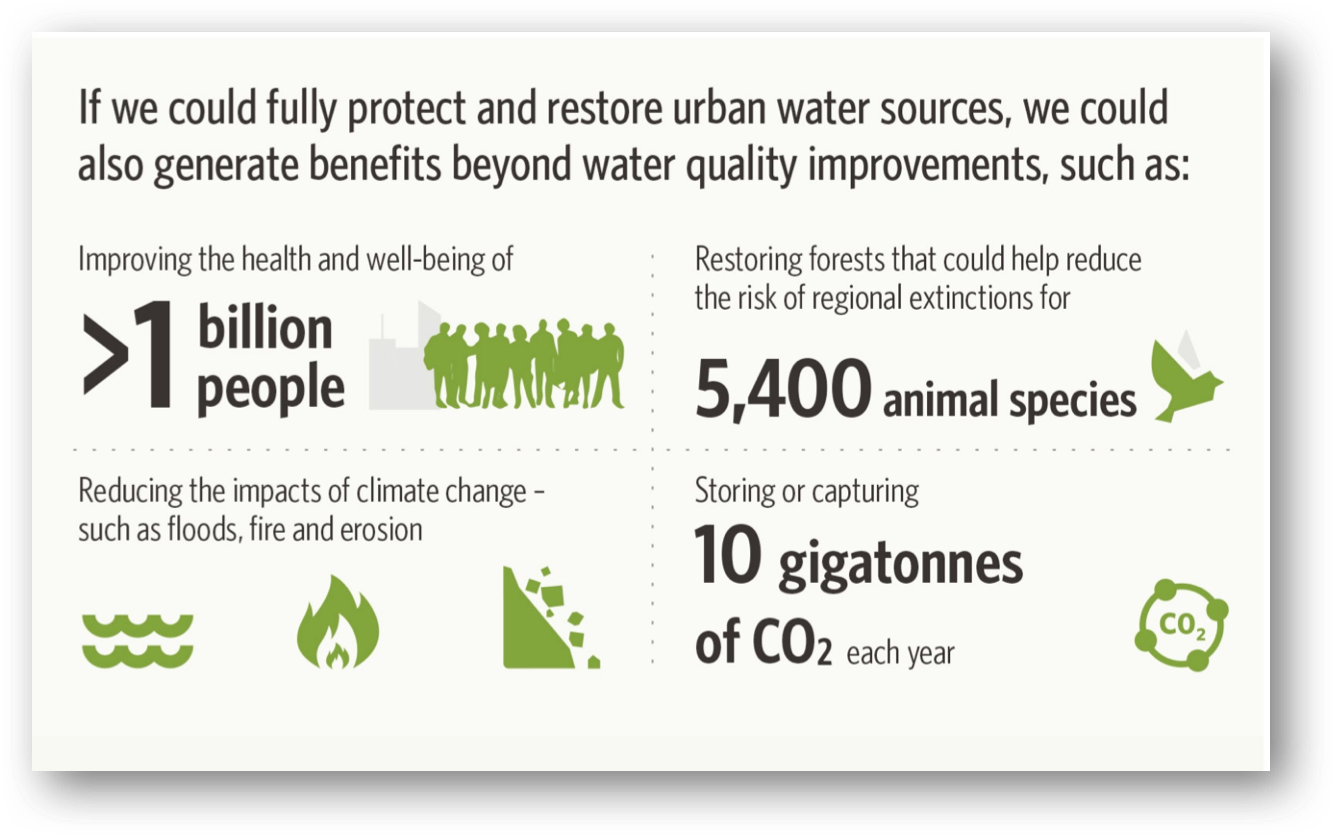 If we could fully protect and restore urban water sources, we could
also generate benefits beyond water quality improvements, such as:
Improving the health and well-being of
>1 billion
people
Restoring forests that could help reduce
the risk of regional extinctions for
5,400 animal species
Reducing the impacts of climate change –
such as floods, fire and erosion
Storing or capturing
10 gigatonnes
of CO₂ each year
CO₂